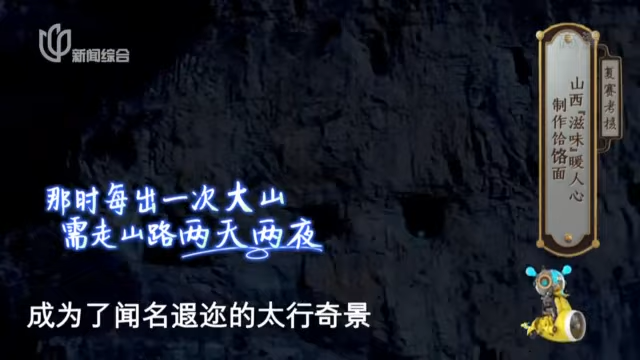 新闻综合
复赛考核
山西『滋味』暖人心
制作饸饹面
那时每出一次大山
需走山路两天两夜
成为了闻名遐迩的太行奇景